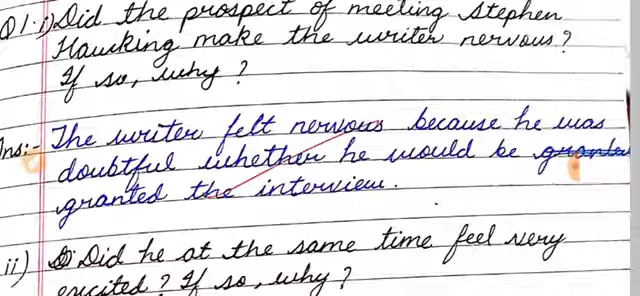 Q1.i) Did the prospect of meeting Stephen
Hawking make the writer nervous?
If so, why?
Ans:- The writer felt nervous because he was
doubtful whether he would be
granted the interview.
ii) Did he at the same time feel very
excited? If so, why?